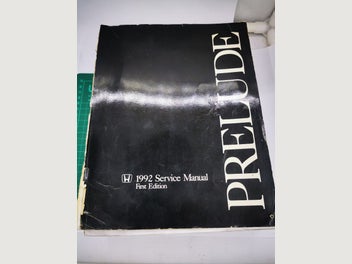 PRELUDE
1992 Service Manual
First Edition